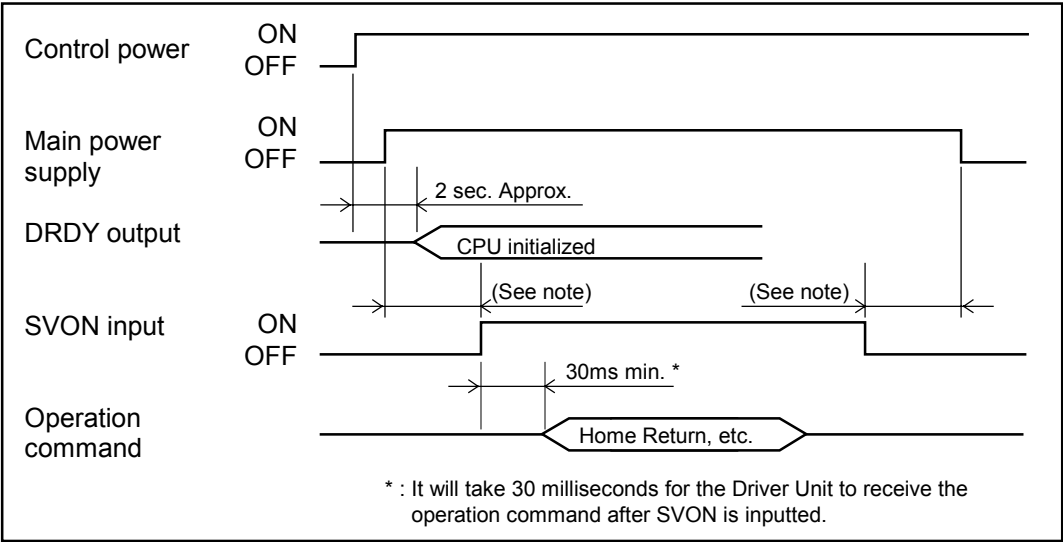 Control power
ON
OFF
Main power
supply
ON
OFF
2 sec. Approx.
DRDY output
CPU initialized
(See note)
(See note)
SVON input
ON
OFF
30ms min. *
Operation
command
Home Return, etc.
* : It will take 30 milliseconds for the Driver Unit to receive the
operation command after SVON is inputted.